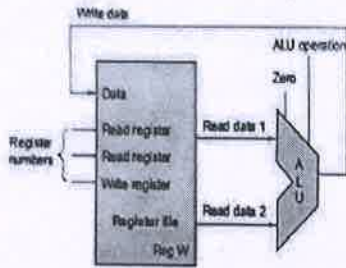 Write data
ALU operation
Zero
Data
Register numbers
Read register
Read register
Write register
Register file
Reg W
Read data 1
Read data 2
ALU